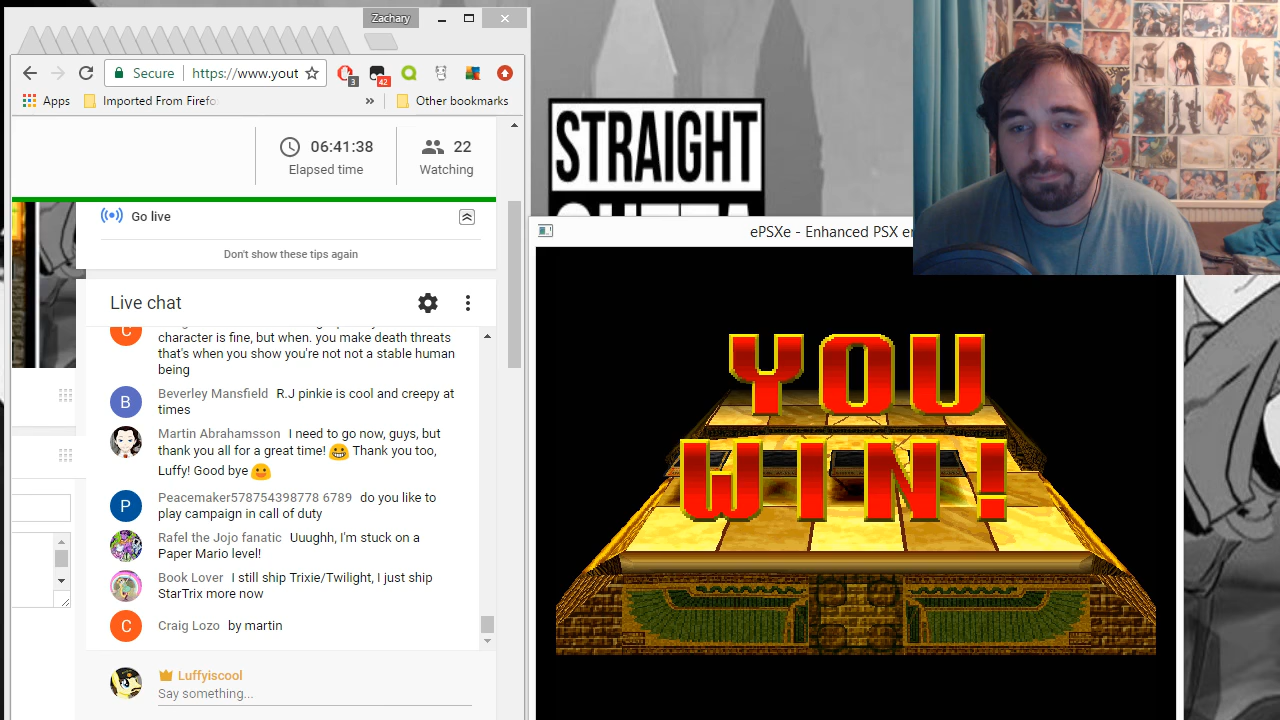 Zachary
Secure
https://www.yout
3
42
Apps
Imported From Firefo
»
Other bookmarks
06:41:38
Elapsed time
22
Watching
Go live
Don't show these tips again
Live chat
C
character is fine, but when. you make death threats
that's when you show you're not not a stable human
being
B
Beverley Mansfield R.J pinkie is cool and creepy at
times
Martin Abrahamsson I need to go now, guys, but
thank you all for a great time! 😀 Thank you too,
Luffy! Good bye 😃
P
Peacemaker578754398778 6789 do you like to
play campaign in call of duty
Rafel the Jojo fanatic Uuughh, I'm stuck on a
Paper Mario level!
Book Lover I still ship Trixie/Twilight, I just ship
StarTrix more now
C
Craig Lozo by martin
Luffyiscool
Say something...
STRAIGHT
ePSXe - Enhanced PSX
YOU
WIN!